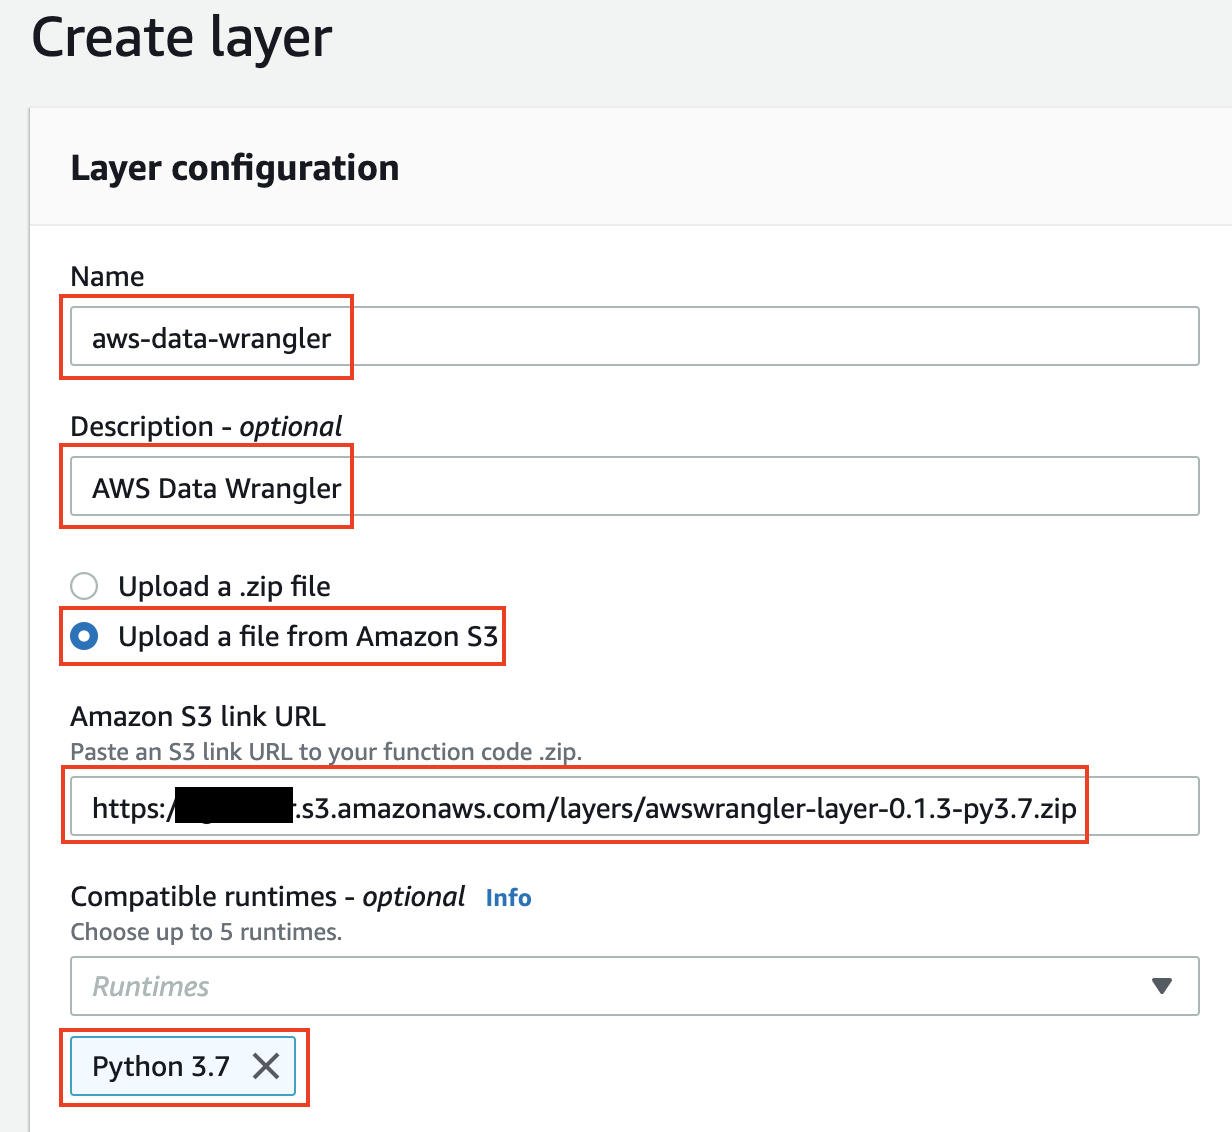 Create layer
Layer configuration
Name
aws-data-wrangler
Description - optional
AWS Data Wrangler
Upload a .zip file
Upload a file from Amazon S3
Amazon S3 link URL
Paste an S3 link URL to your function code .zip.
https:/ .s3.amazonaws.com/layers/awswrangler-layer-0.1.3-py3.7.zip
Compatible runtimes - optional Info
Choose up to 5 runtimes.
Runtimes
Python 3.7